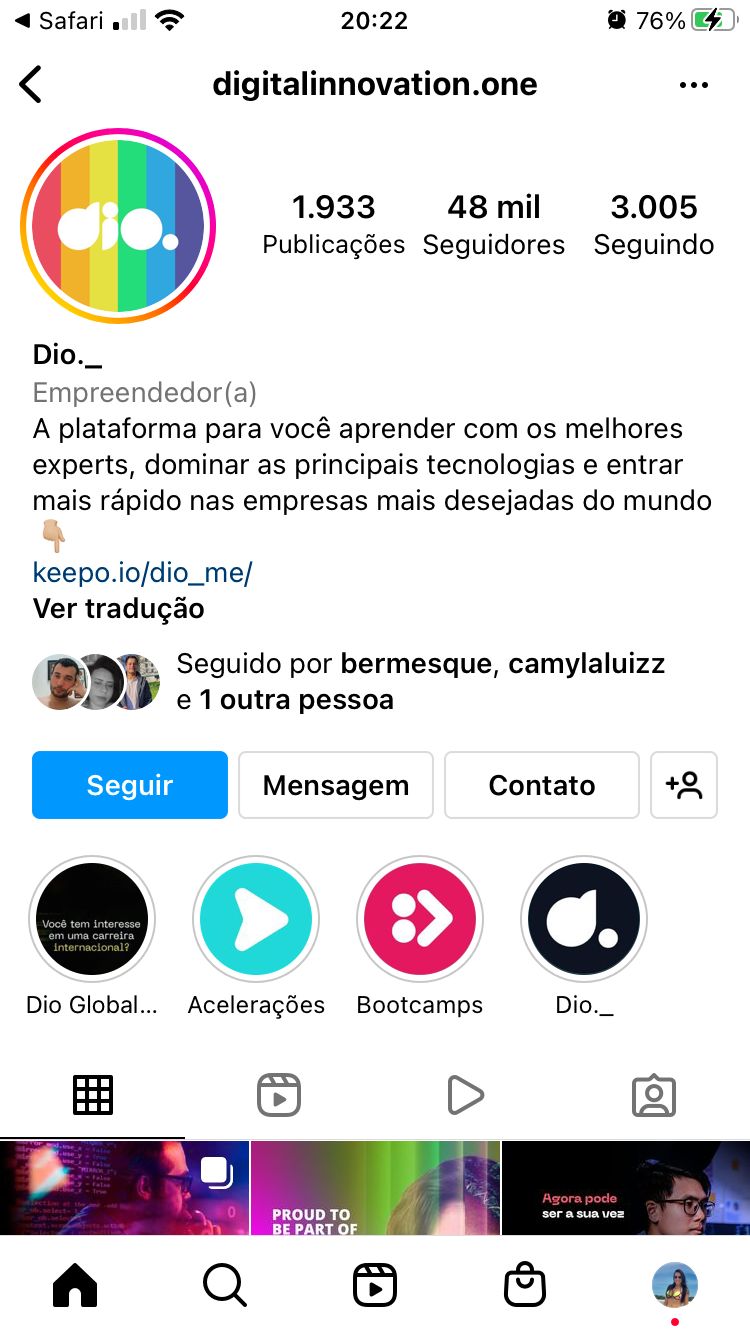 Safari
20:22
76%
digitalinnovation.one
dio.
1.933
48 mil
3.005
Publicações
Seguidores
Seguindo
Dio._
Empreendedor(a)
A plataforma para você aprender com os melhores
experts, dominar as principais tecnologias e entrar
mais rápido nas empresas mais desejadas do mundo
keepo.io/dio_me/
Ver tradução
Seguido por bermesque, camylaluizz
e 1 outra pessoa
Seguir
Mensagem
Contato
Você tem interesse
em uma carreira
internacional?
Dio Global...
Acelerações
Bootcamps
Dio._
PROUD TO
BE PART OF
Agora pode
ser a sua vez